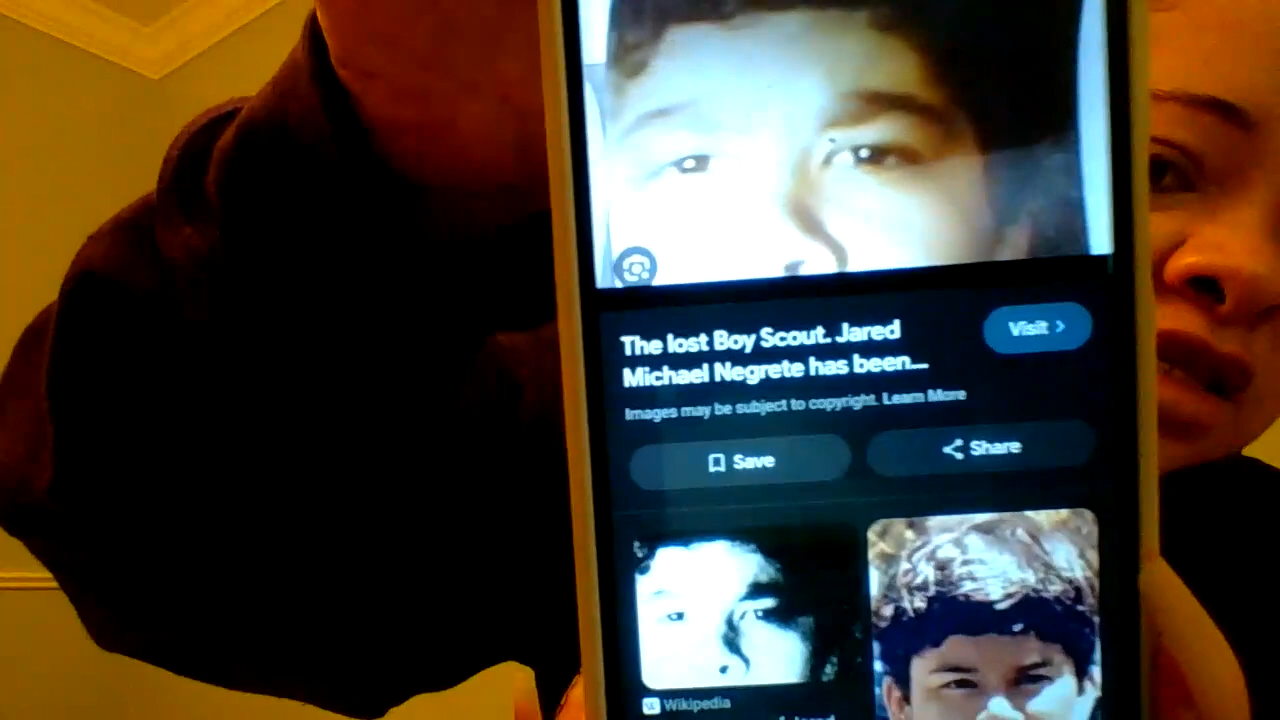 The lost Boy Scout. Jared
Michael Negrete has been...
Visit >
Images may be subject to copyright. Learn More
Save
Share
W Wikipedia
Jared